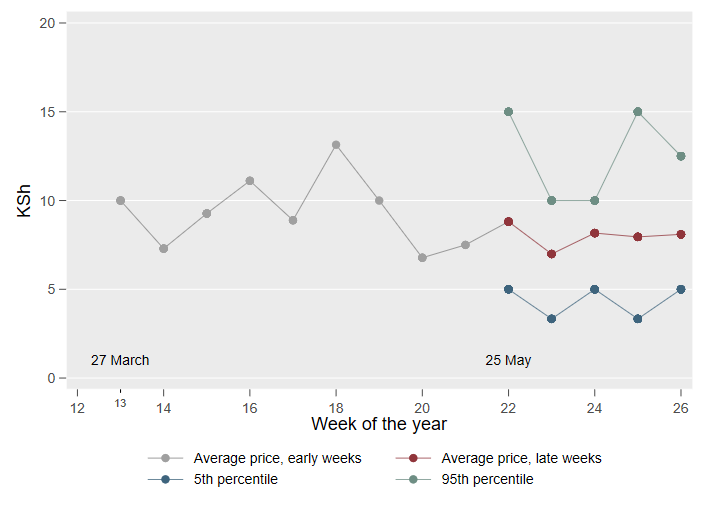 20
15
10
5
0
KSh
27 March
25 May
12 13 14 16 18 20 22 24 26
Week of the year
Average price, early weeks Average price, late weeks
5th percentile 95th percentile